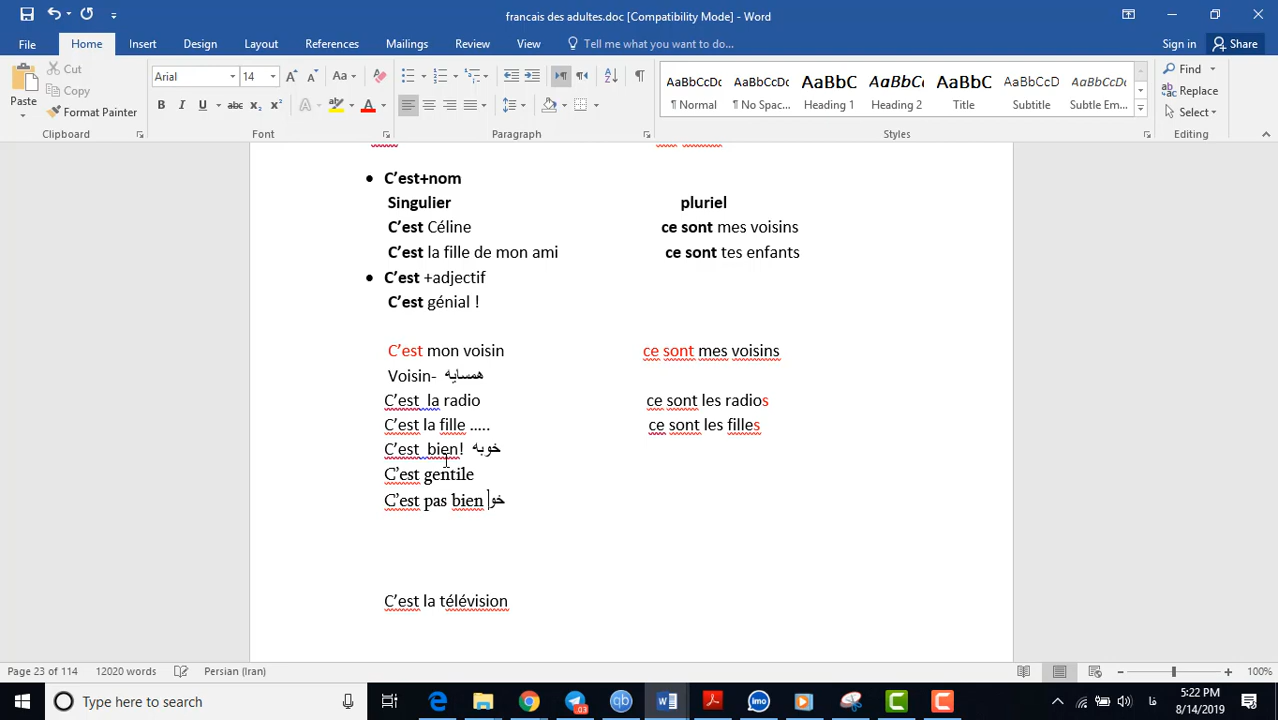 francais des adultes.doc [Compatibility Mode] - Word
File Home Insert Design Layout References Mailings Review View Tell me what you want to do... Sign in Share
Paste Cut Copy Format Painter Arial 14 AaBbCcDc AaBbCcDc AaBbC AaBbCc AaBbC AaBbCcD AaBbCcDc Find Replace Select
¶ Normal ¶ No Spac... Heading 1 Heading 2 Title Subtitle Subtle Em...
Clipboard Font Paragraph Styles Editing
C’est+nom
Singulier pluriel
C’est Céline ce sont mes voisins
C’est la fille de mon ami ce sont tes enfants
C’est +adjectif
C’est génial !
C’est mon voisin ce sont mes voisins
Voisin- همسایه
C’est la radio ce sont les radios
C’est la fille ..... ce sont les filles
C’est bien! خوبه
C’est gentile
C’est pas bien خو
C’est la télévision
Page 23 of 114 12020 words Persian (Iran) 100%
Type here to search 03 imo qb فا 5:22 PM
8/14/2019